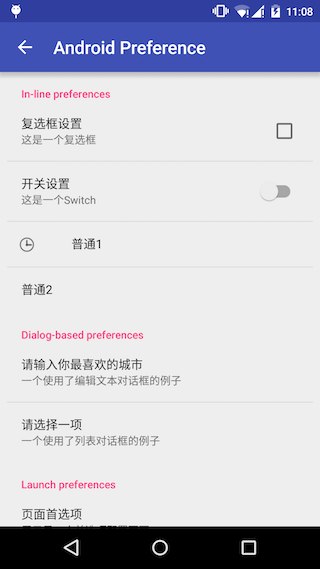 11:08
Android Preference
In-line preferences
复选框设置
这是一个复选框
开关设置
这是一个Switch
普通1
普通2
Dialog-based preferences
请输入你最喜欢的城市
一个使用了编辑文本对话框的例子
请选择一项
一个使用了列表对话框的例子
Launch preferences
页面首选项